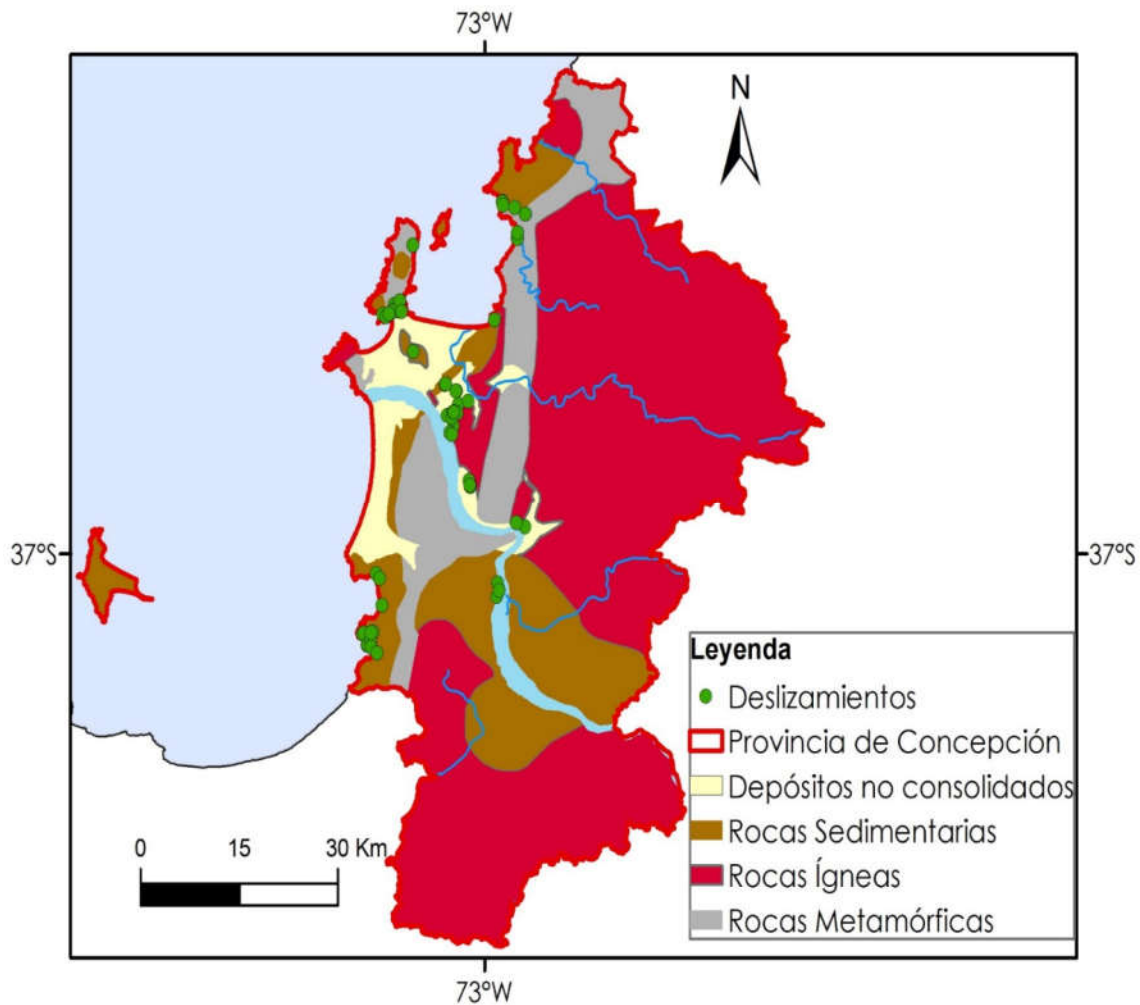 73°W
N
37°S
37°S
Leyenda
Deslizamientos
Provincia de Concepción
Depósitos no consolidados
Rocas Sedimentarias
Rocas Ígneas
Rocas Metamórficas
0 15 30 Km
73°W